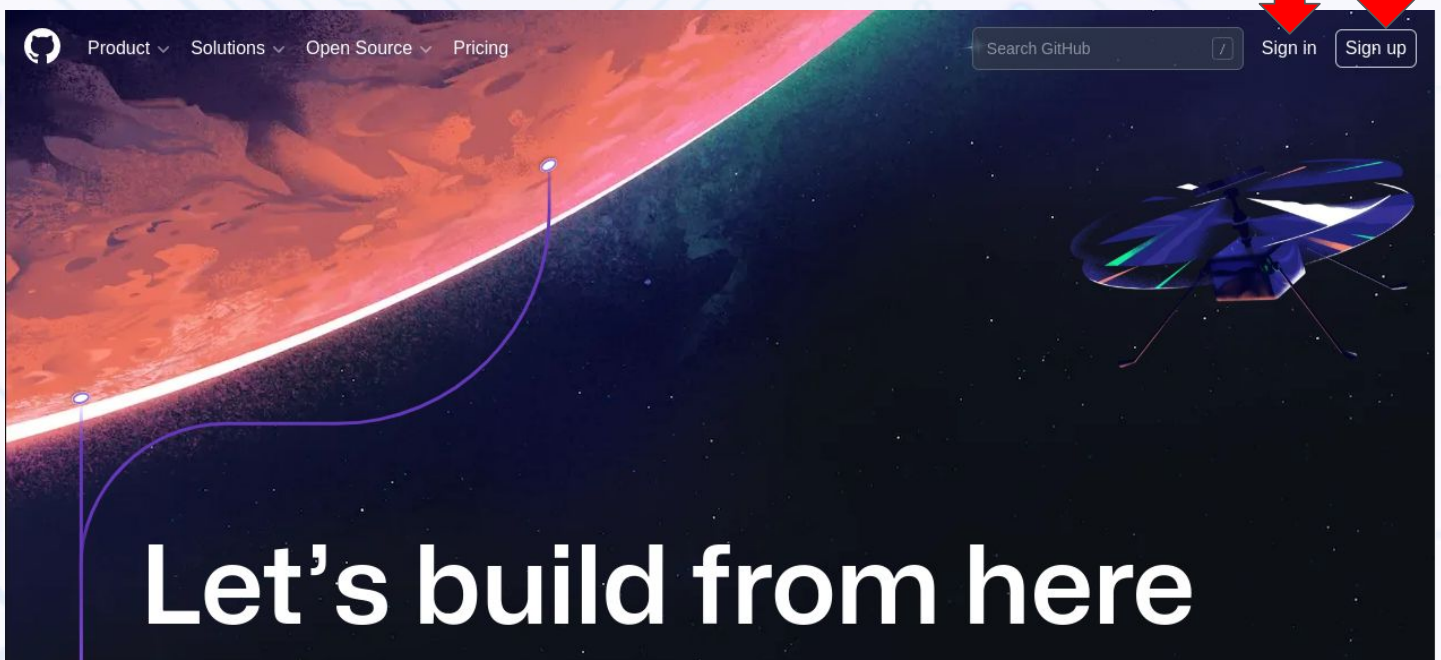 Product Solutions Open Source Pricing Search GitHub / Sign in Sign up
Let's build from here